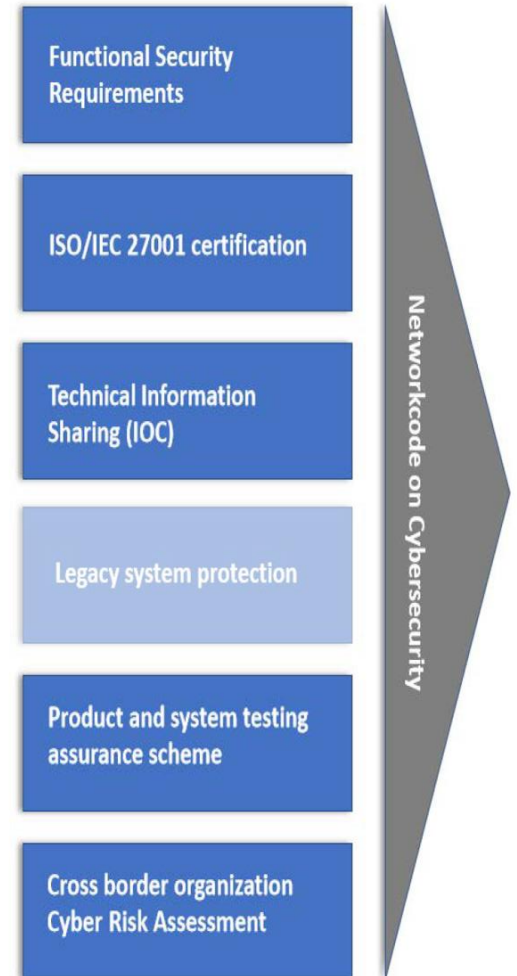 Functional Security
Requirements
ISO/IEC 27001 certification
Technical Information
Sharing (IOC)
Legacy system protection
Product and system testing
assurance scheme
Cross border organization
Cyber Risk Assessment
Networkcode on Cybersecurity